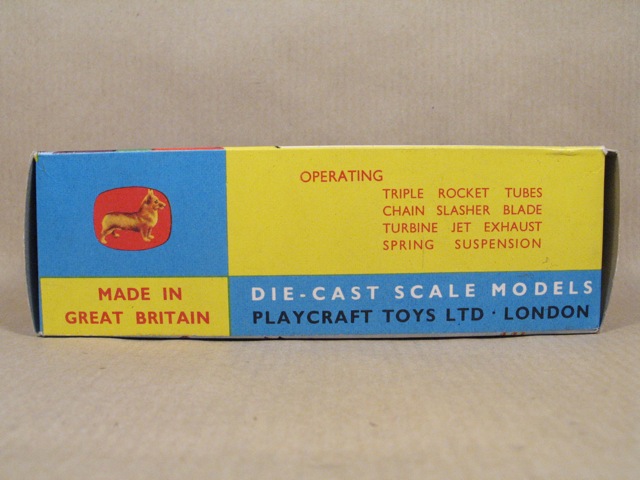 OPERATING
TRIPLE ROCKET TUBES
CHAIN SLASHER BLADE
TURBINE JET EXHAUST
SPRING SUSPENSION
MADE IN
GREAT BRITAIN
DIE-CAST SCALE MODELS
PLAYCRAFT TOYS LTD · LONDON